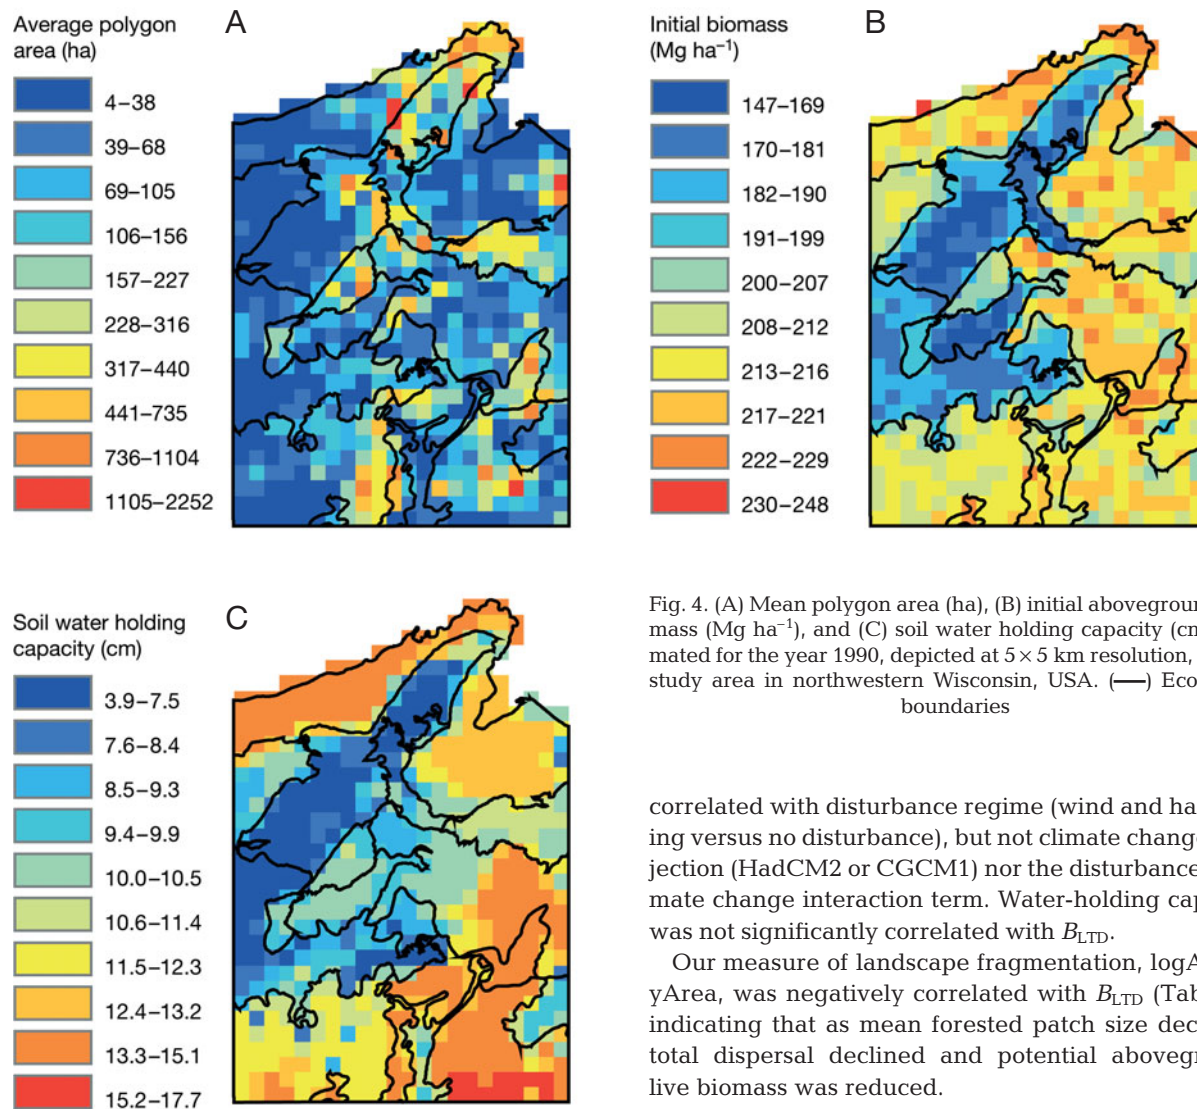 Average polygon
area (ha)
A
4–38
39–68
69–105
106–156
157–227
228–316
317–440
441–735
736–1104
1105–2252
Initial biomass
(Mg ha⁻¹)
B
147–169
170–181
182–190
191–199
200–207
208–212
213–216
217–221
222–229
230–248
Soil water holding
capacity (cm)
C
3.9–7.5
7.6–8.4
8.5–9.3
9.4–9.9
10.0–10.5
10.6–11.4
11.5–12.3
12.4–13.2
13.3–15.1
15.2–17.7
Fig. 4. (A) Mean polygon area (ha), (B) initial abovegroun
mass (Mg ha⁻¹), and (C) soil water holding capacity (cm
mated for the year 1990, depicted at 5 × 5 km resolution,
study area in northwestern Wisconsin, USA. (—) Eco
boundaries
correlated with disturbance regime (wind and ha
ing versus no disturbance), but not climate change
jection (HadCM2 or CGCM1) nor the disturbance
mate change interaction term. Water-holding cap
was not significantly correlated with B_LTD.
Our measure of landscape fragmentation, logA
yArea, was negatively correlated with B_LTD (Tab
indicating that as mean forested patch size dec
total dispersal declined and potential abovegr
live biomass was reduced.